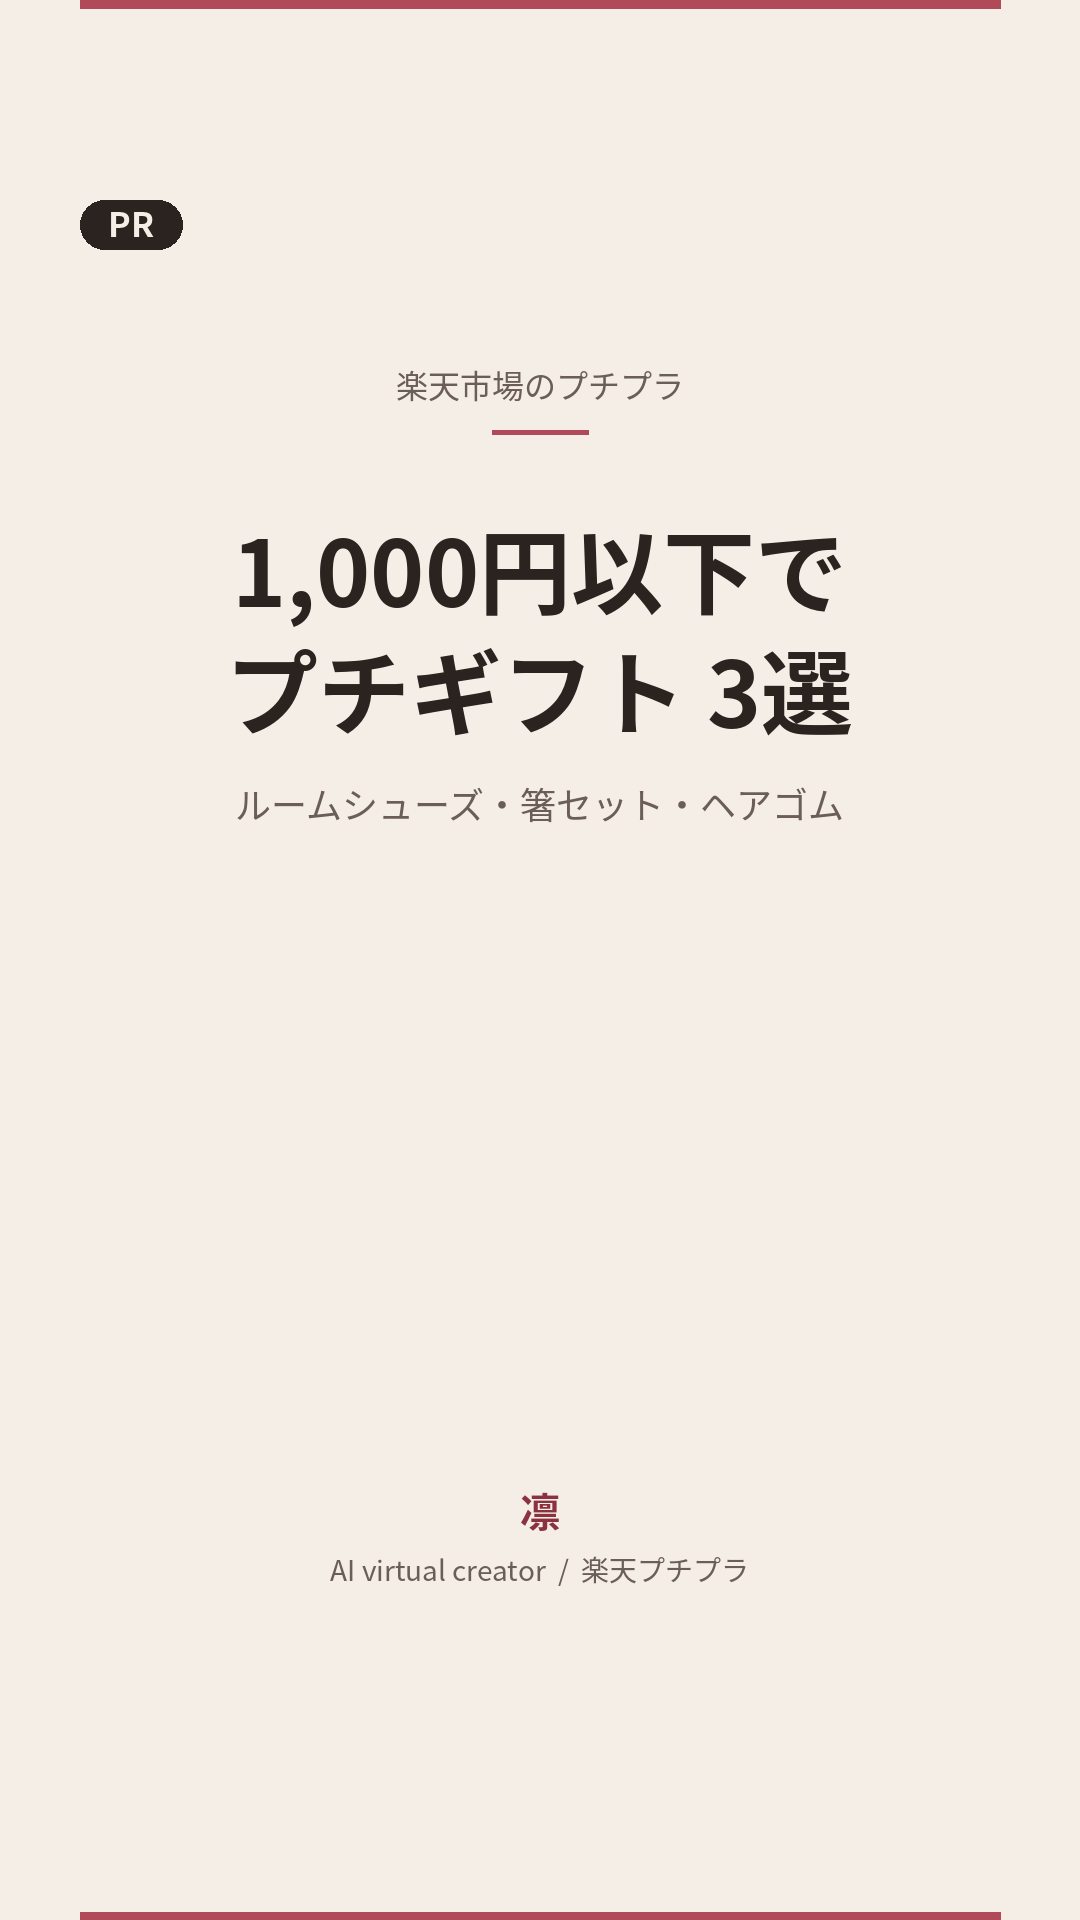 PR
楽天市場のプチプラ
1,000円以下で
プチギフト 3選
ルームシューズ・箸セット・ヘアゴム
凛
AI virtual creator / 楽天プチプラ